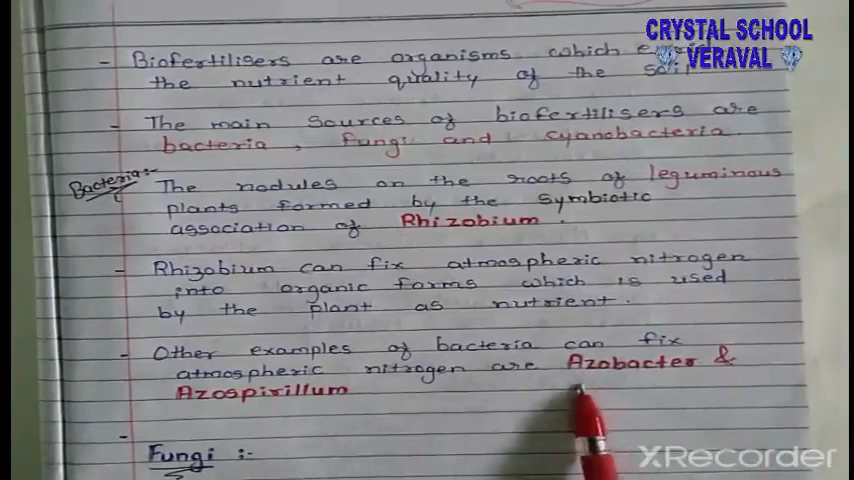 CRYSTAL SCHOOL
VERAVAL
- Biofertilisers are organisms which
the nutrient quality of the soil
- The main sources of biofertilisers are
bacteria, fungi and cyanobacteria.
Bacteria:- The nodules on the roots of leguminous
plants formed by the symbiotic
association of Rhizobium.
- Rhizobium can fix atmospheric nitrogen
into organic forms which is used
by the plant as nutrient.
- Other examples of bacteria can fix
atmospheric nitrogen are Azobacter &
Azospirillum
-
Fungi :-
XRecorder